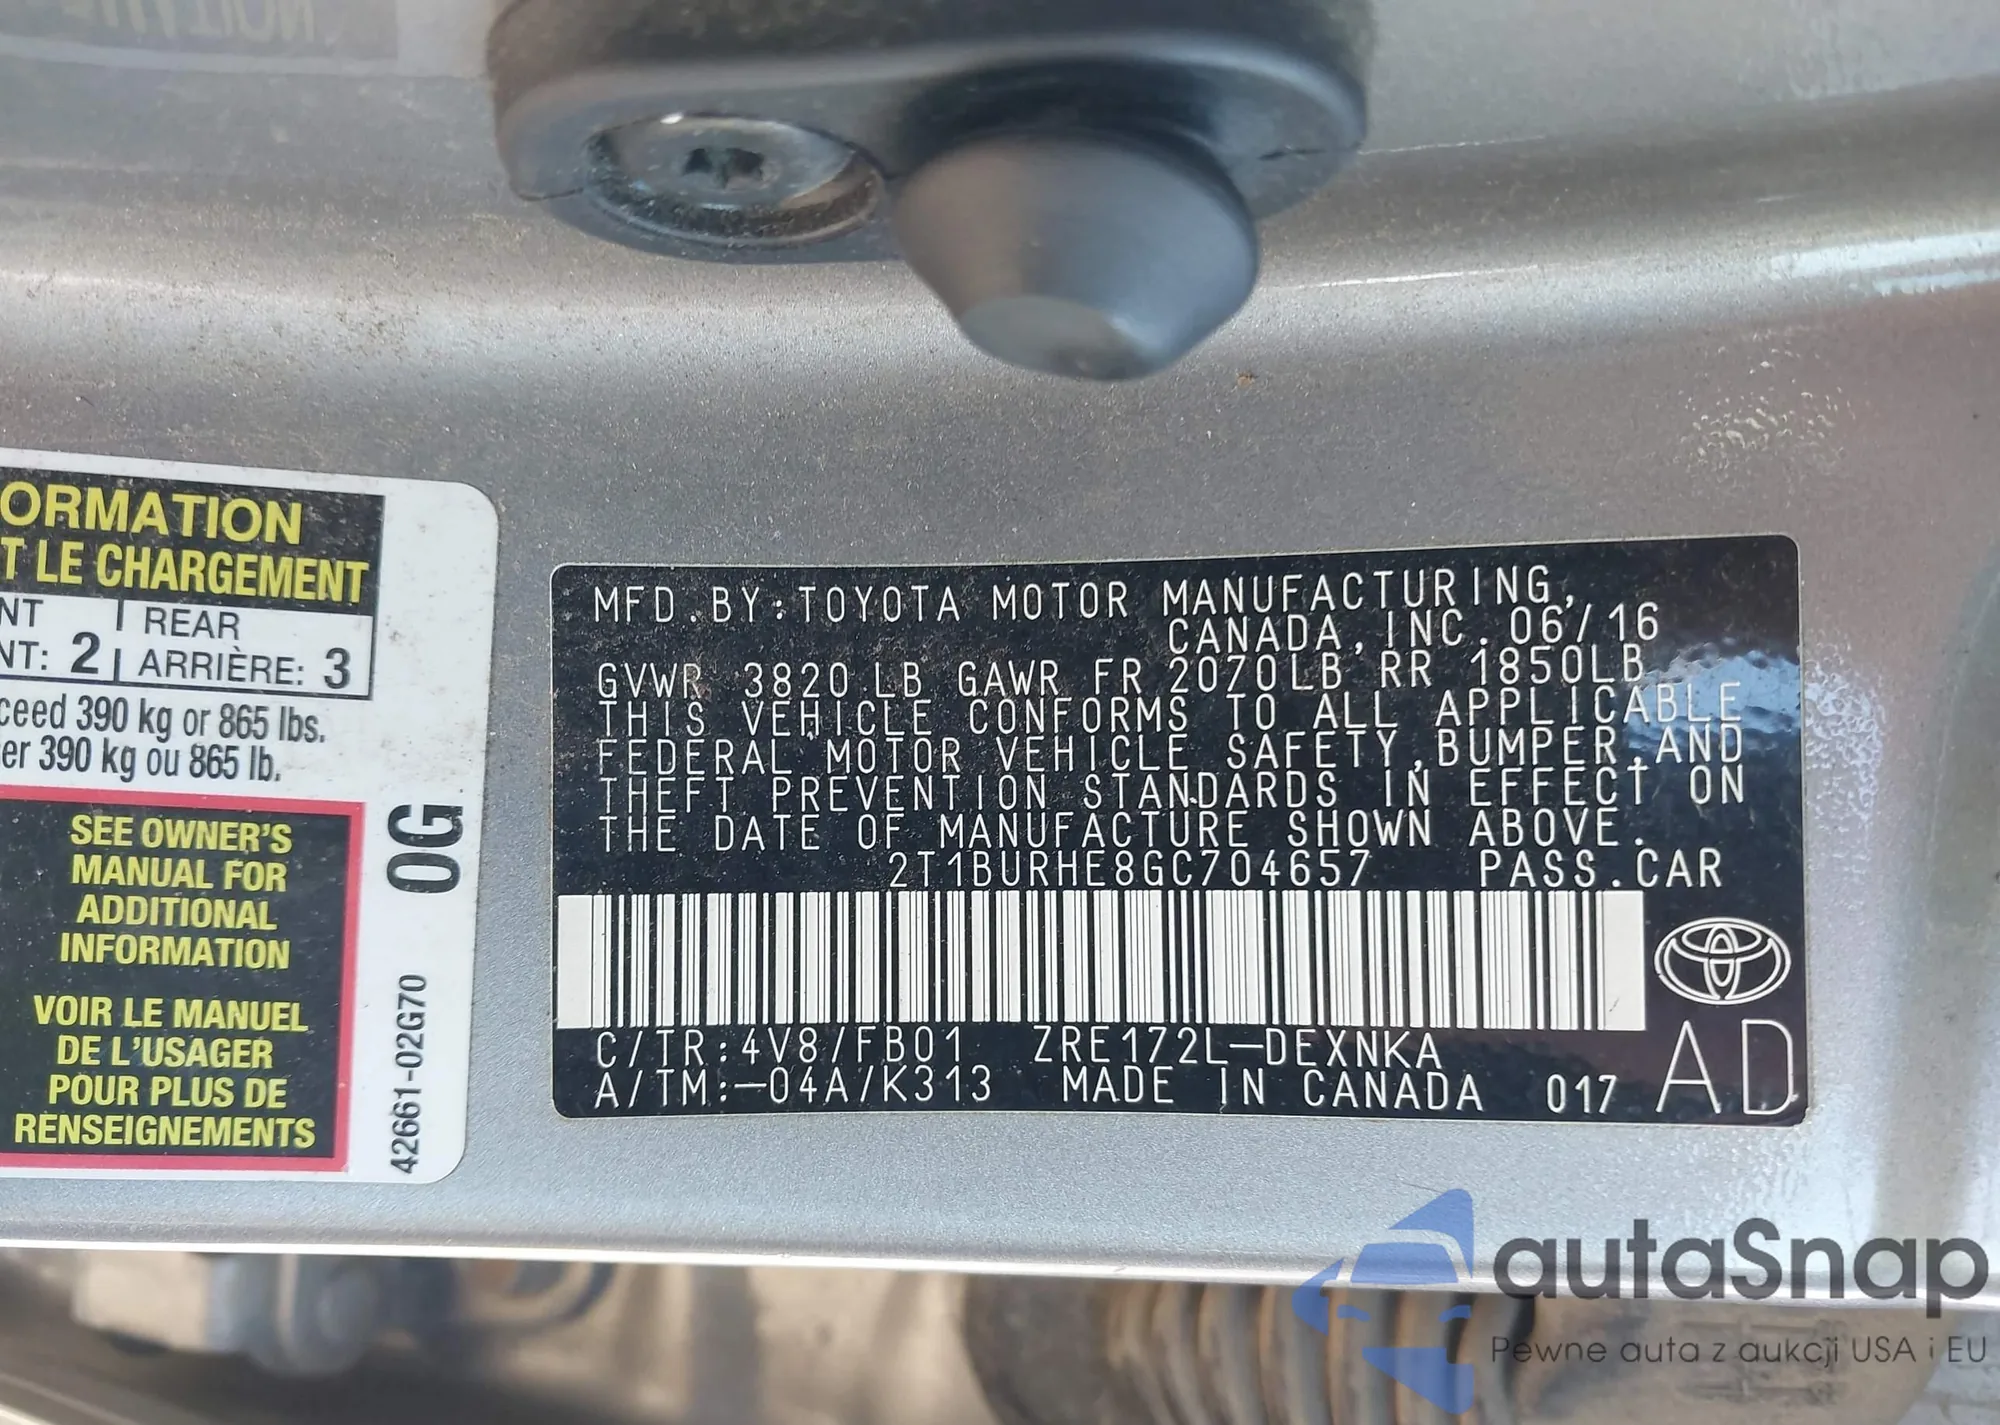 ORMATION
T LE CHARGEMENT
NT | REAR
NT: 2 | ARRIÈRE: 3
ceed 390 kg or 865 lbs.
er 390 kg ou 865 lb.
SEE OWNER'S
MANUAL FOR
ADDITIONAL
INFORMATION
VOIR LE MANUEL
DE L'USAGER
POUR PLUS DE
RENSEIGNEMENTS
0G
42661-02G70
MFD.BY:TOYOTA MOTOR MANUFACTURING,
CANADA,INC.06/16
GVWR 3820LB GAWR FR 2070LB RR 1850LB
THIS VEHICLE CONFORMS TO ALL APPLICABLE
FEDERAL MOTOR VEHICLE SAFETY,BUMPER,AND
THEFT PREVENTION STANDARDS IN EFFECT ON
THE DATE OF MANUFACTURE SHOWN ABOVE.
2T1BURHE8GC704657 PASS.CAR
C/TR:4V8/FB01 ZRE172L-DEXNKA
A/TM:-04A/K313 MADE IN CANADA 017 AD
autaSnap
Pewne auta z aukcji USA i EU